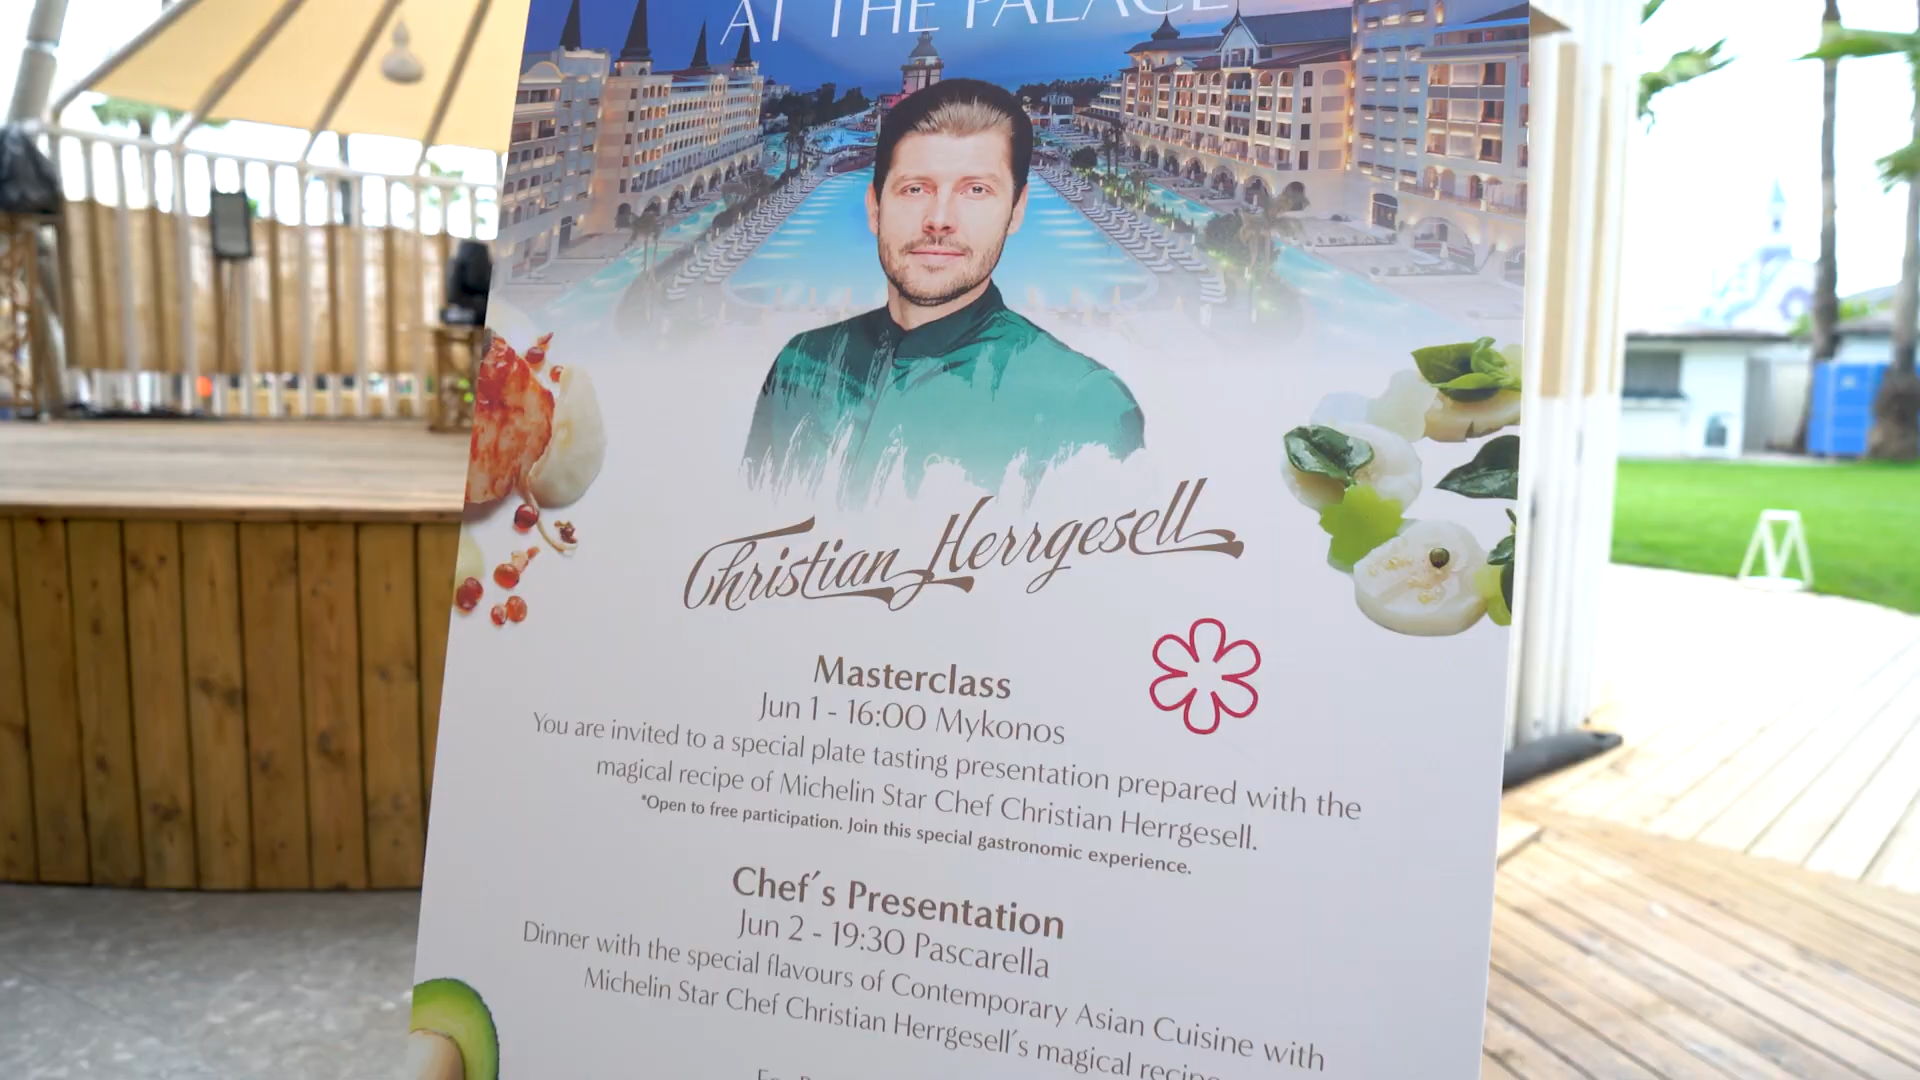 AT THE PALACE
Christian Herrgesell
Masterclass
Jun 1 - 16:00 Mykonos
You are invited to a special plate tasting presentation prepared with the
magical recipe of Michelin Star Chef Christian Herrgesell.
*Open to free participation. Join this special gastronomic experience.
Chef´s Presentation
Jun 2 - 19:30 Pascarella
Dinner with the special flavours of Contemporary Asian Cuisine with
Michelin Star Chef Christian Herrgesell´s magical